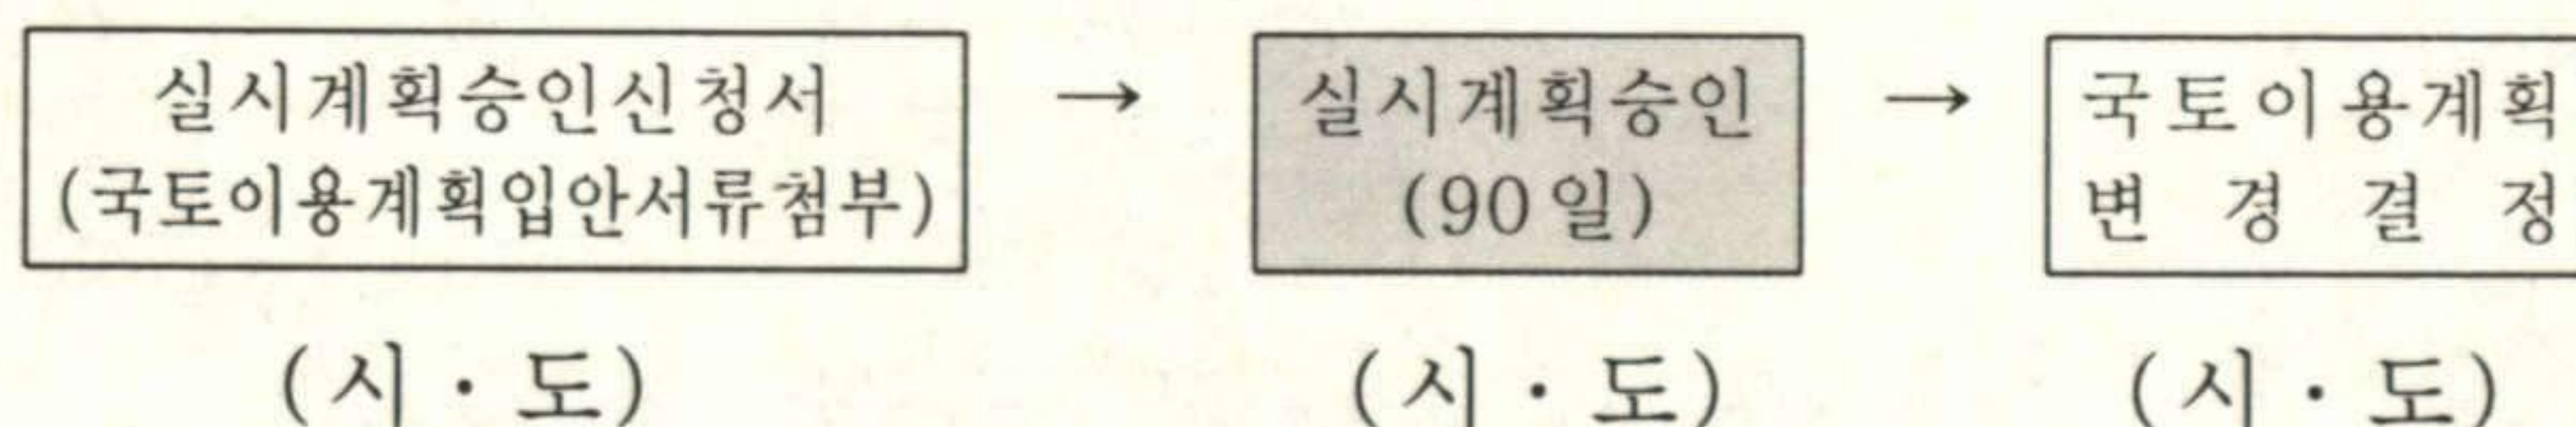 실시계획승인신청서
(국토이용계획입안서류첨부)
(시·도)
→
실시계획승인
(90일)
(시·도)
→
국토이용계획
변 경 결 정
(시·도)